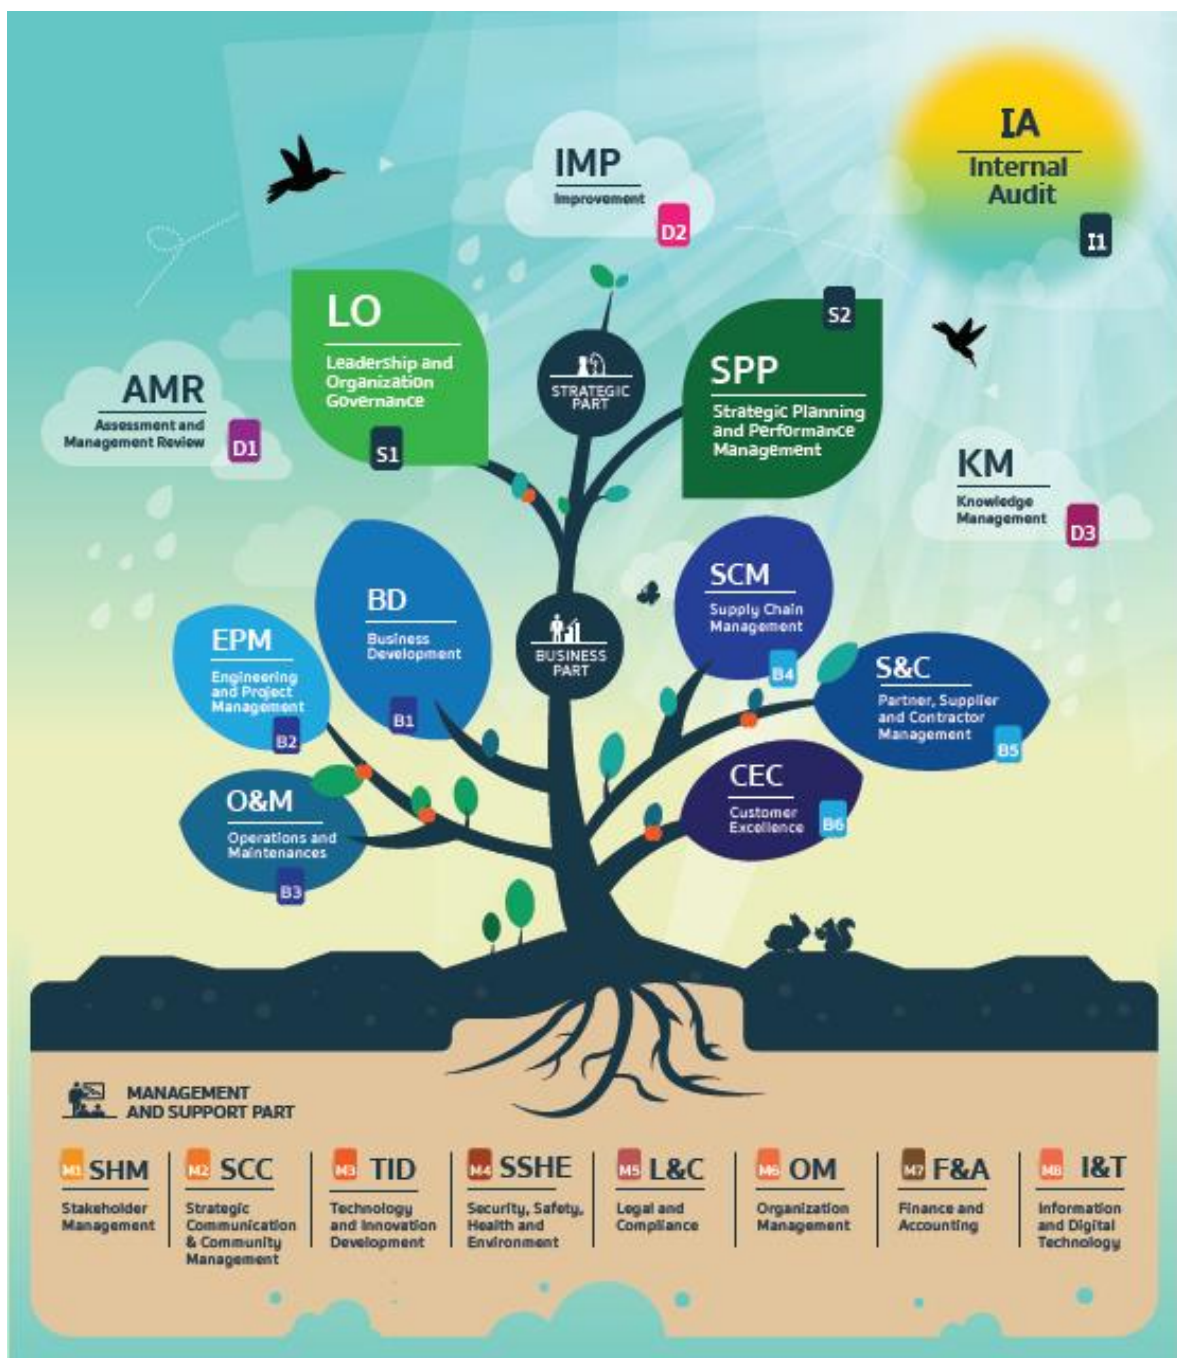 IA
Internal
Audit
I1
IMP
Improvement
D2
LO
Leadership and
Organization
Governance
S1
STRATEGIC
PART
S2
SPP
Strategic Planning
and Performance
Management
AMR
Assessment and
Management Review
D1
KM
Knowledge
Management
D3
BD
Business
Development
B1
BUSINESS
PART
SCM
Supply Chain
Management
B4
EPM
Engineering
and Project
Management
B2
S&C
Partner, Supplier
and Contractor
Management
B5
O&M
Operations and
Maintenances
B3
CEC
Customer
Excellence
B6
MANAGEMENT
AND SUPPORT PART
M1 SHM
Stakeholder
Management
M2 SCC
Strategic
Communication
& Community
Management
M3 TID
Technology
and Innovation
Development
M4 SSHE
Security, Safety,
Health and
Environment
M5 L&C
Legal and
Compliance
M6 OM
Organization
Management
M7 F&A
Finance and
Accounting
M8 I&T
Information
and Digital
Technology